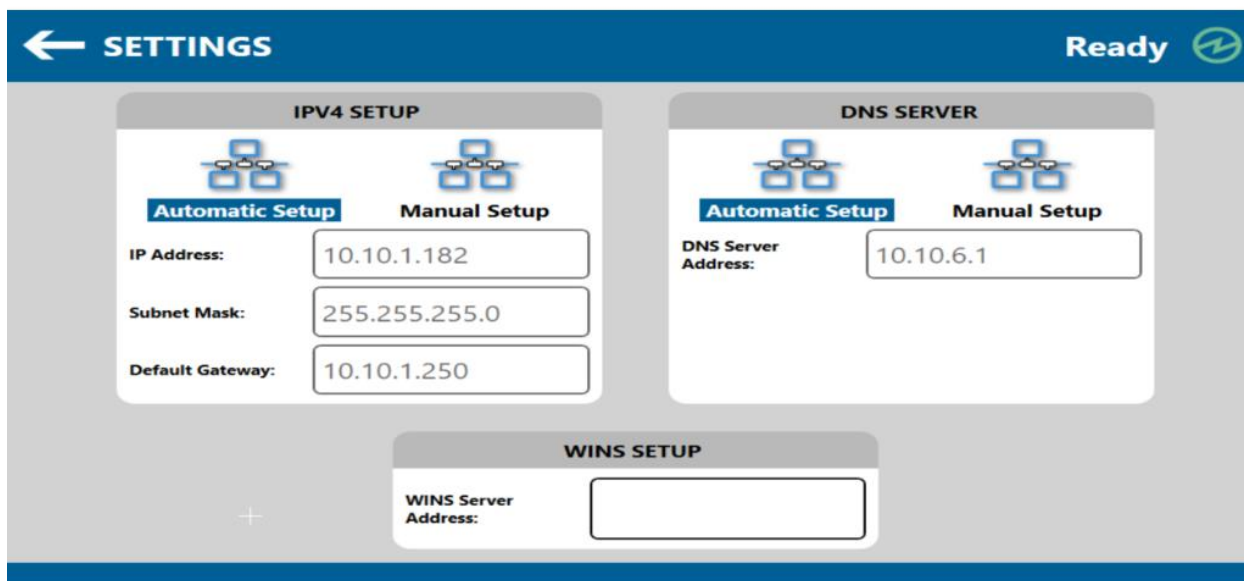 SETTINGS
Ready
IPV4 SETUP
Automatic Setup
Manual Setup
IP Address:
10.10.1.182
Subnet Mask:
255.255.255.0
Default Gateway:
10.10.1.250
DNS SERVER
Automatic Setup
Manual Setup
DNS Server
Address:
10.10.6.1
WINS SETUP
WINS Server
Address: